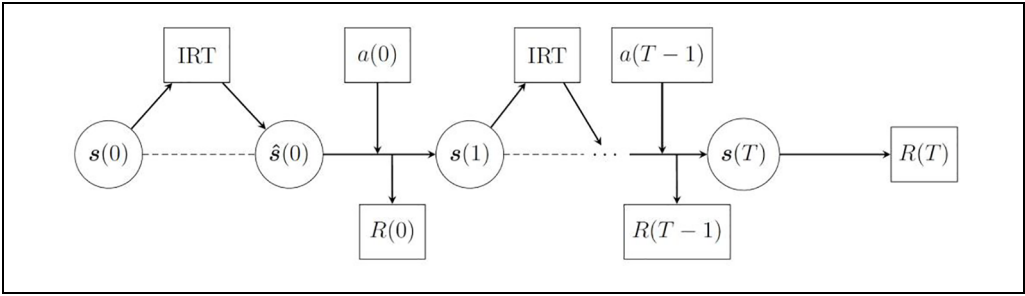 IRT a(0) IRT a(T − 1)
s(0) ŝ(0) s(1) · · · s(T) R(T)
R(0) R(T − 1)